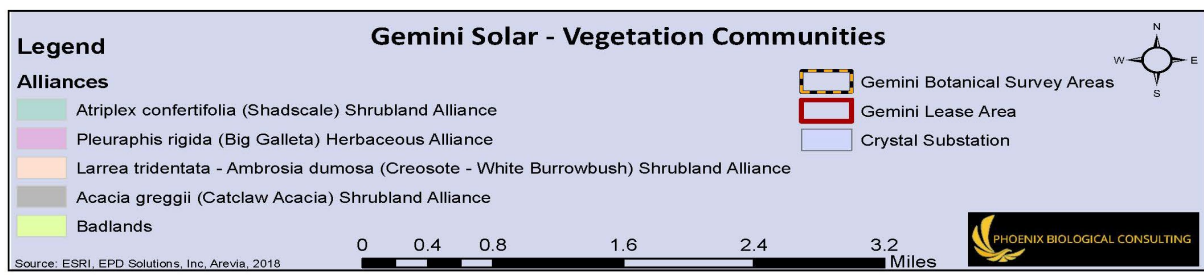 Gemini Solar - Vegetation Communities
Legend
Alliances
Atriplex confertifolia (Shadscale) Shrubland Alliance
Pleuraphis rigida (Big Galleta) Herbaceous Alliance
Larrea tridentata - Ambrosia dumosa (Creosote - White Burrowbush) Shrubland Alliance
Acacia greggii (Catclaw Acacia) Shrubland Alliance
Badlands
Gemini Botanical Survey Areas
Gemini Lease Area
Crystal Substation
N
W E
S
0 0.4 0.8 1.6 2.4 3.2
Miles
Source: ESRI, EPD Solutions, Inc, Arevia, 2018
PHOENIX BIOLOGICAL CONSULTING